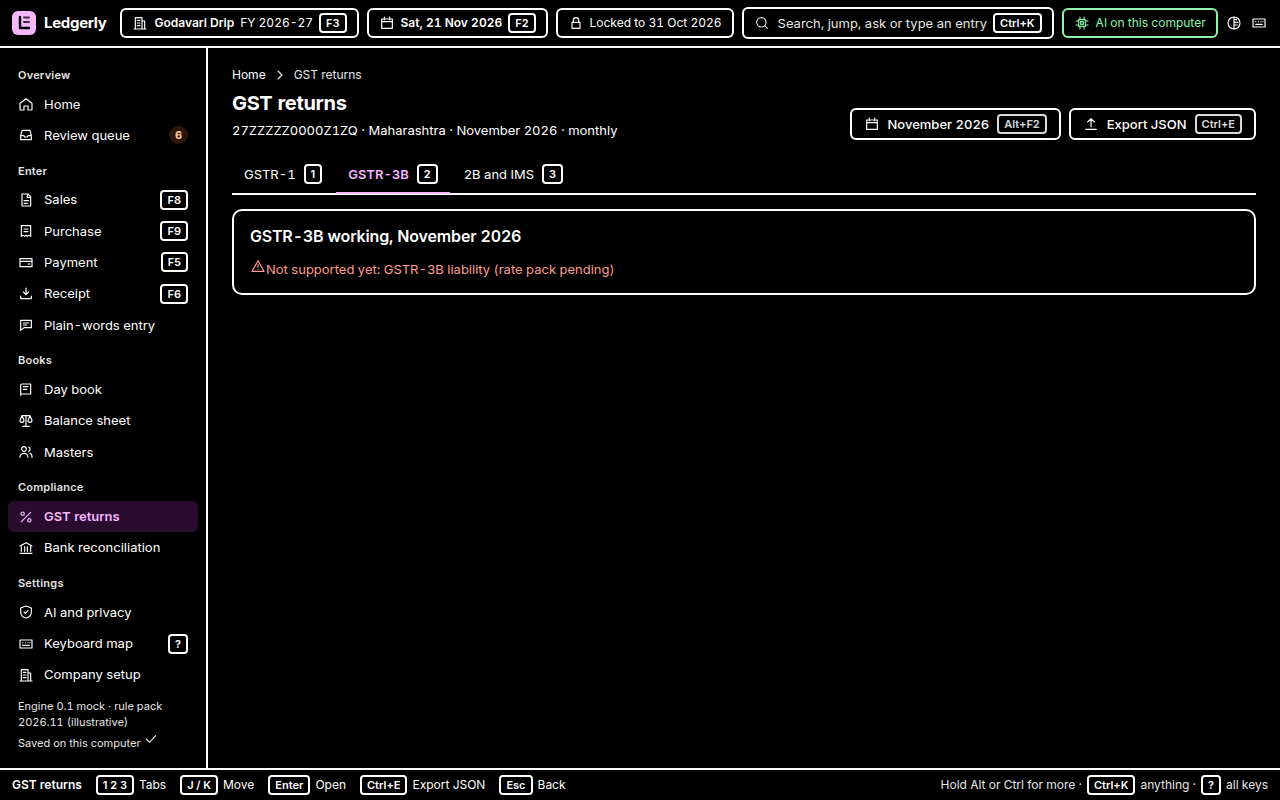 Ledgerly
Godavari Drip FY 2026-27 F3
Sat, 21 Nov 2026 F2
Locked to 31 Oct 2026
Search, jump, ask or type an entry Ctrl+K
AI on this computer
Overview
Home
Review queue 6
Enter
Sales F8
Purchase F9
Payment F5
Receipt F6
Plain-words entry
Books
Day book
Balance sheet
Masters
Compliance
GST returns
Bank reconciliation
Settings
AI and privacy
Keyboard map ?
Company setup
Engine 0.1 mock · rule pack
2026.11 (illustrative)
Saved on this computer
Home > GST returns
GST returns
27ZZZZZ0000Z1ZQ · Maharashtra · November 2026 · monthly
November 2026 Alt+F2
Export JSON Ctrl+E
GSTR-1 1
GSTR-3B 2
2B and IMS 3
GSTR-3B working, November 2026
Not supported yet: GSTR-3B liability (rate pack pending)
GST returns 1 2 3 Tabs J / K Move Enter Open Ctrl+E Export JSON Esc Back
Hold Alt or Ctrl for more · Ctrl+K anything · ? all keys